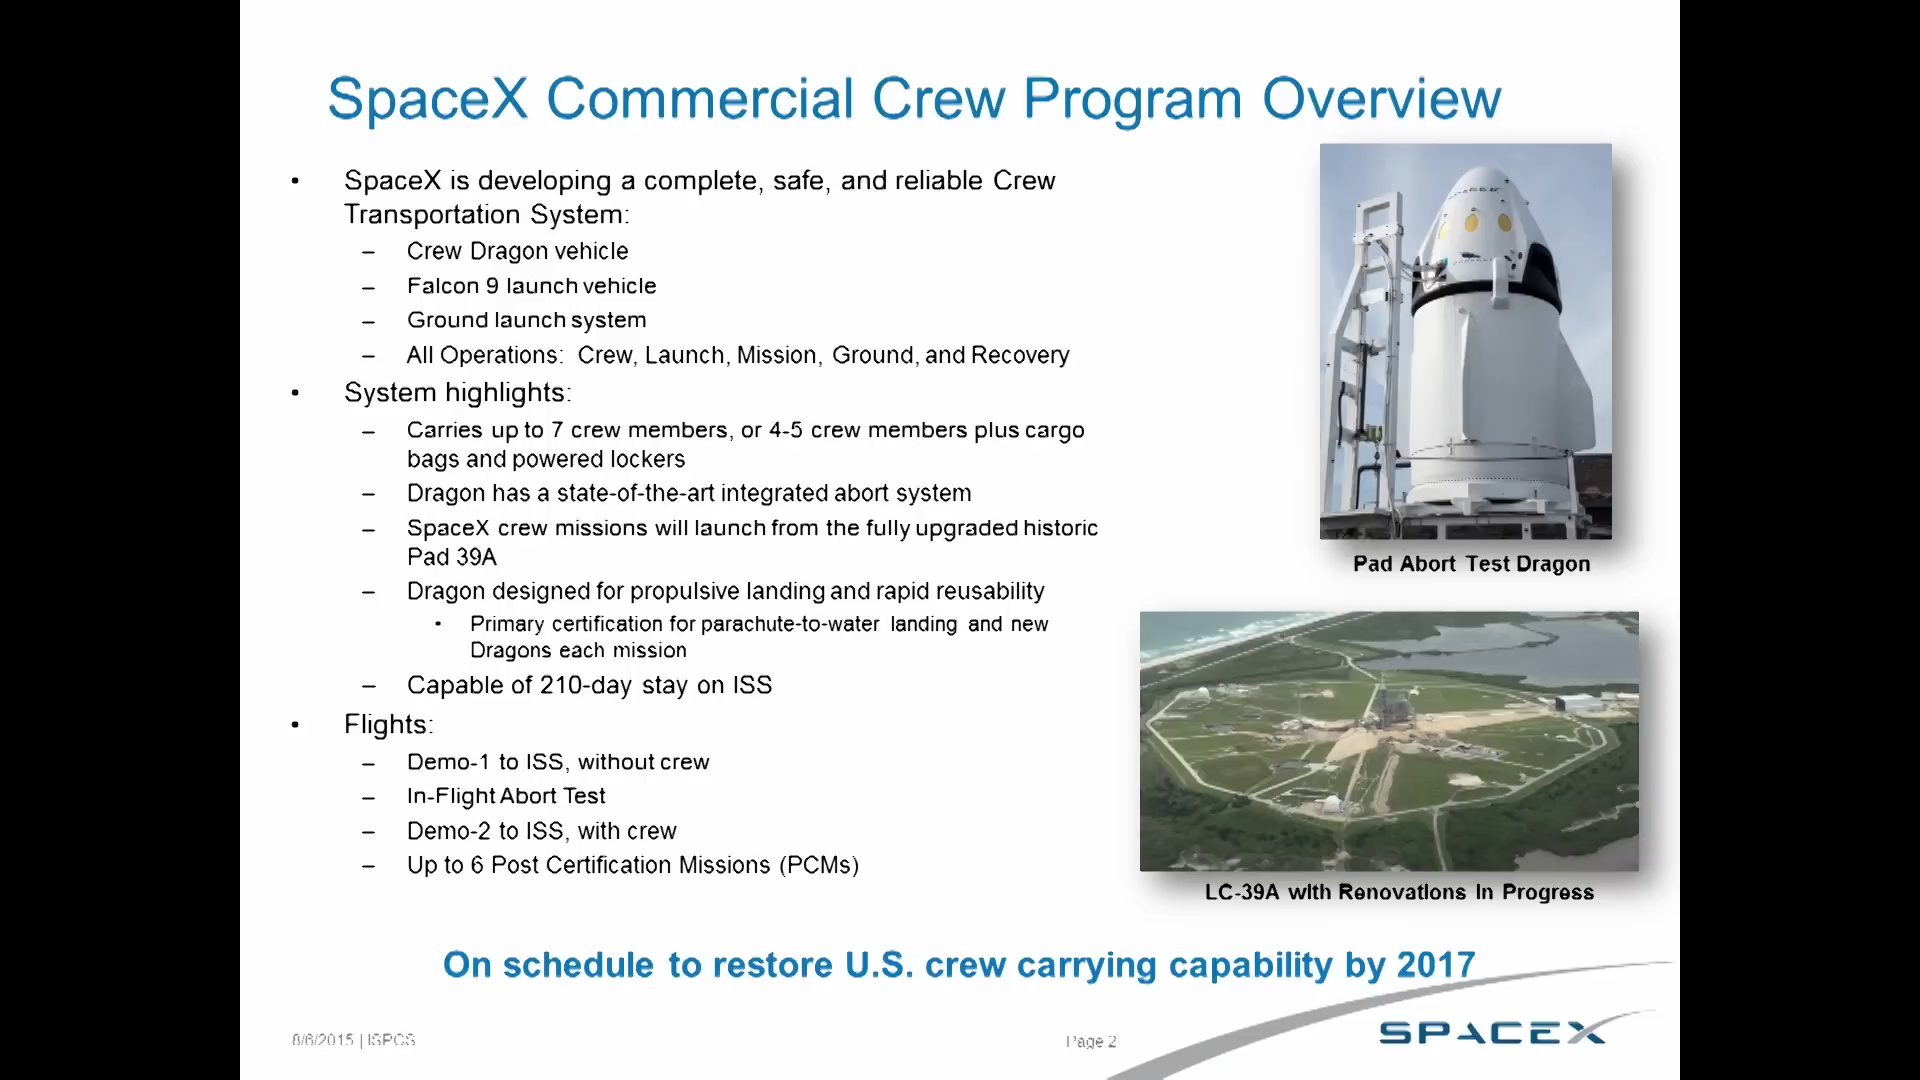 SpaceX Commercial Crew Program Overview
• SpaceX is developing a complete, safe, and reliable Crew
Transportation System:
– Crew Dragon vehicle
– Falcon 9 launch vehicle
– Ground launch system
– All Operations: Crew, Launch, Mission, Ground, and Recovery
• System highlights:
– Carries up to 7 crew members, or 4-5 crew members plus cargo
bags and powered lockers
– Dragon has a state-of-the-art integrated abort system
– SpaceX crew missions will launch from the fully upgraded historic
Pad 39A
– Dragon designed for propulsive landing and rapid reusability
• Primary certification for parachute-to-water landing and new
Dragons each mission
– Capable of 210-day stay on ISS
• Flights:
– Demo-1 to ISS, without crew
– In-Flight Abort Test
– Demo-2 to ISS, with crew
– Up to 6 Post Certification Missions (PCMs)
SPACEX
Pad Abort Test Dragon
LC-39A with Renovations in Progress
On schedule to restore U.S. crew carrying capability by 2017
8/6/2015 | ISPCS
Page 2
SPACEX